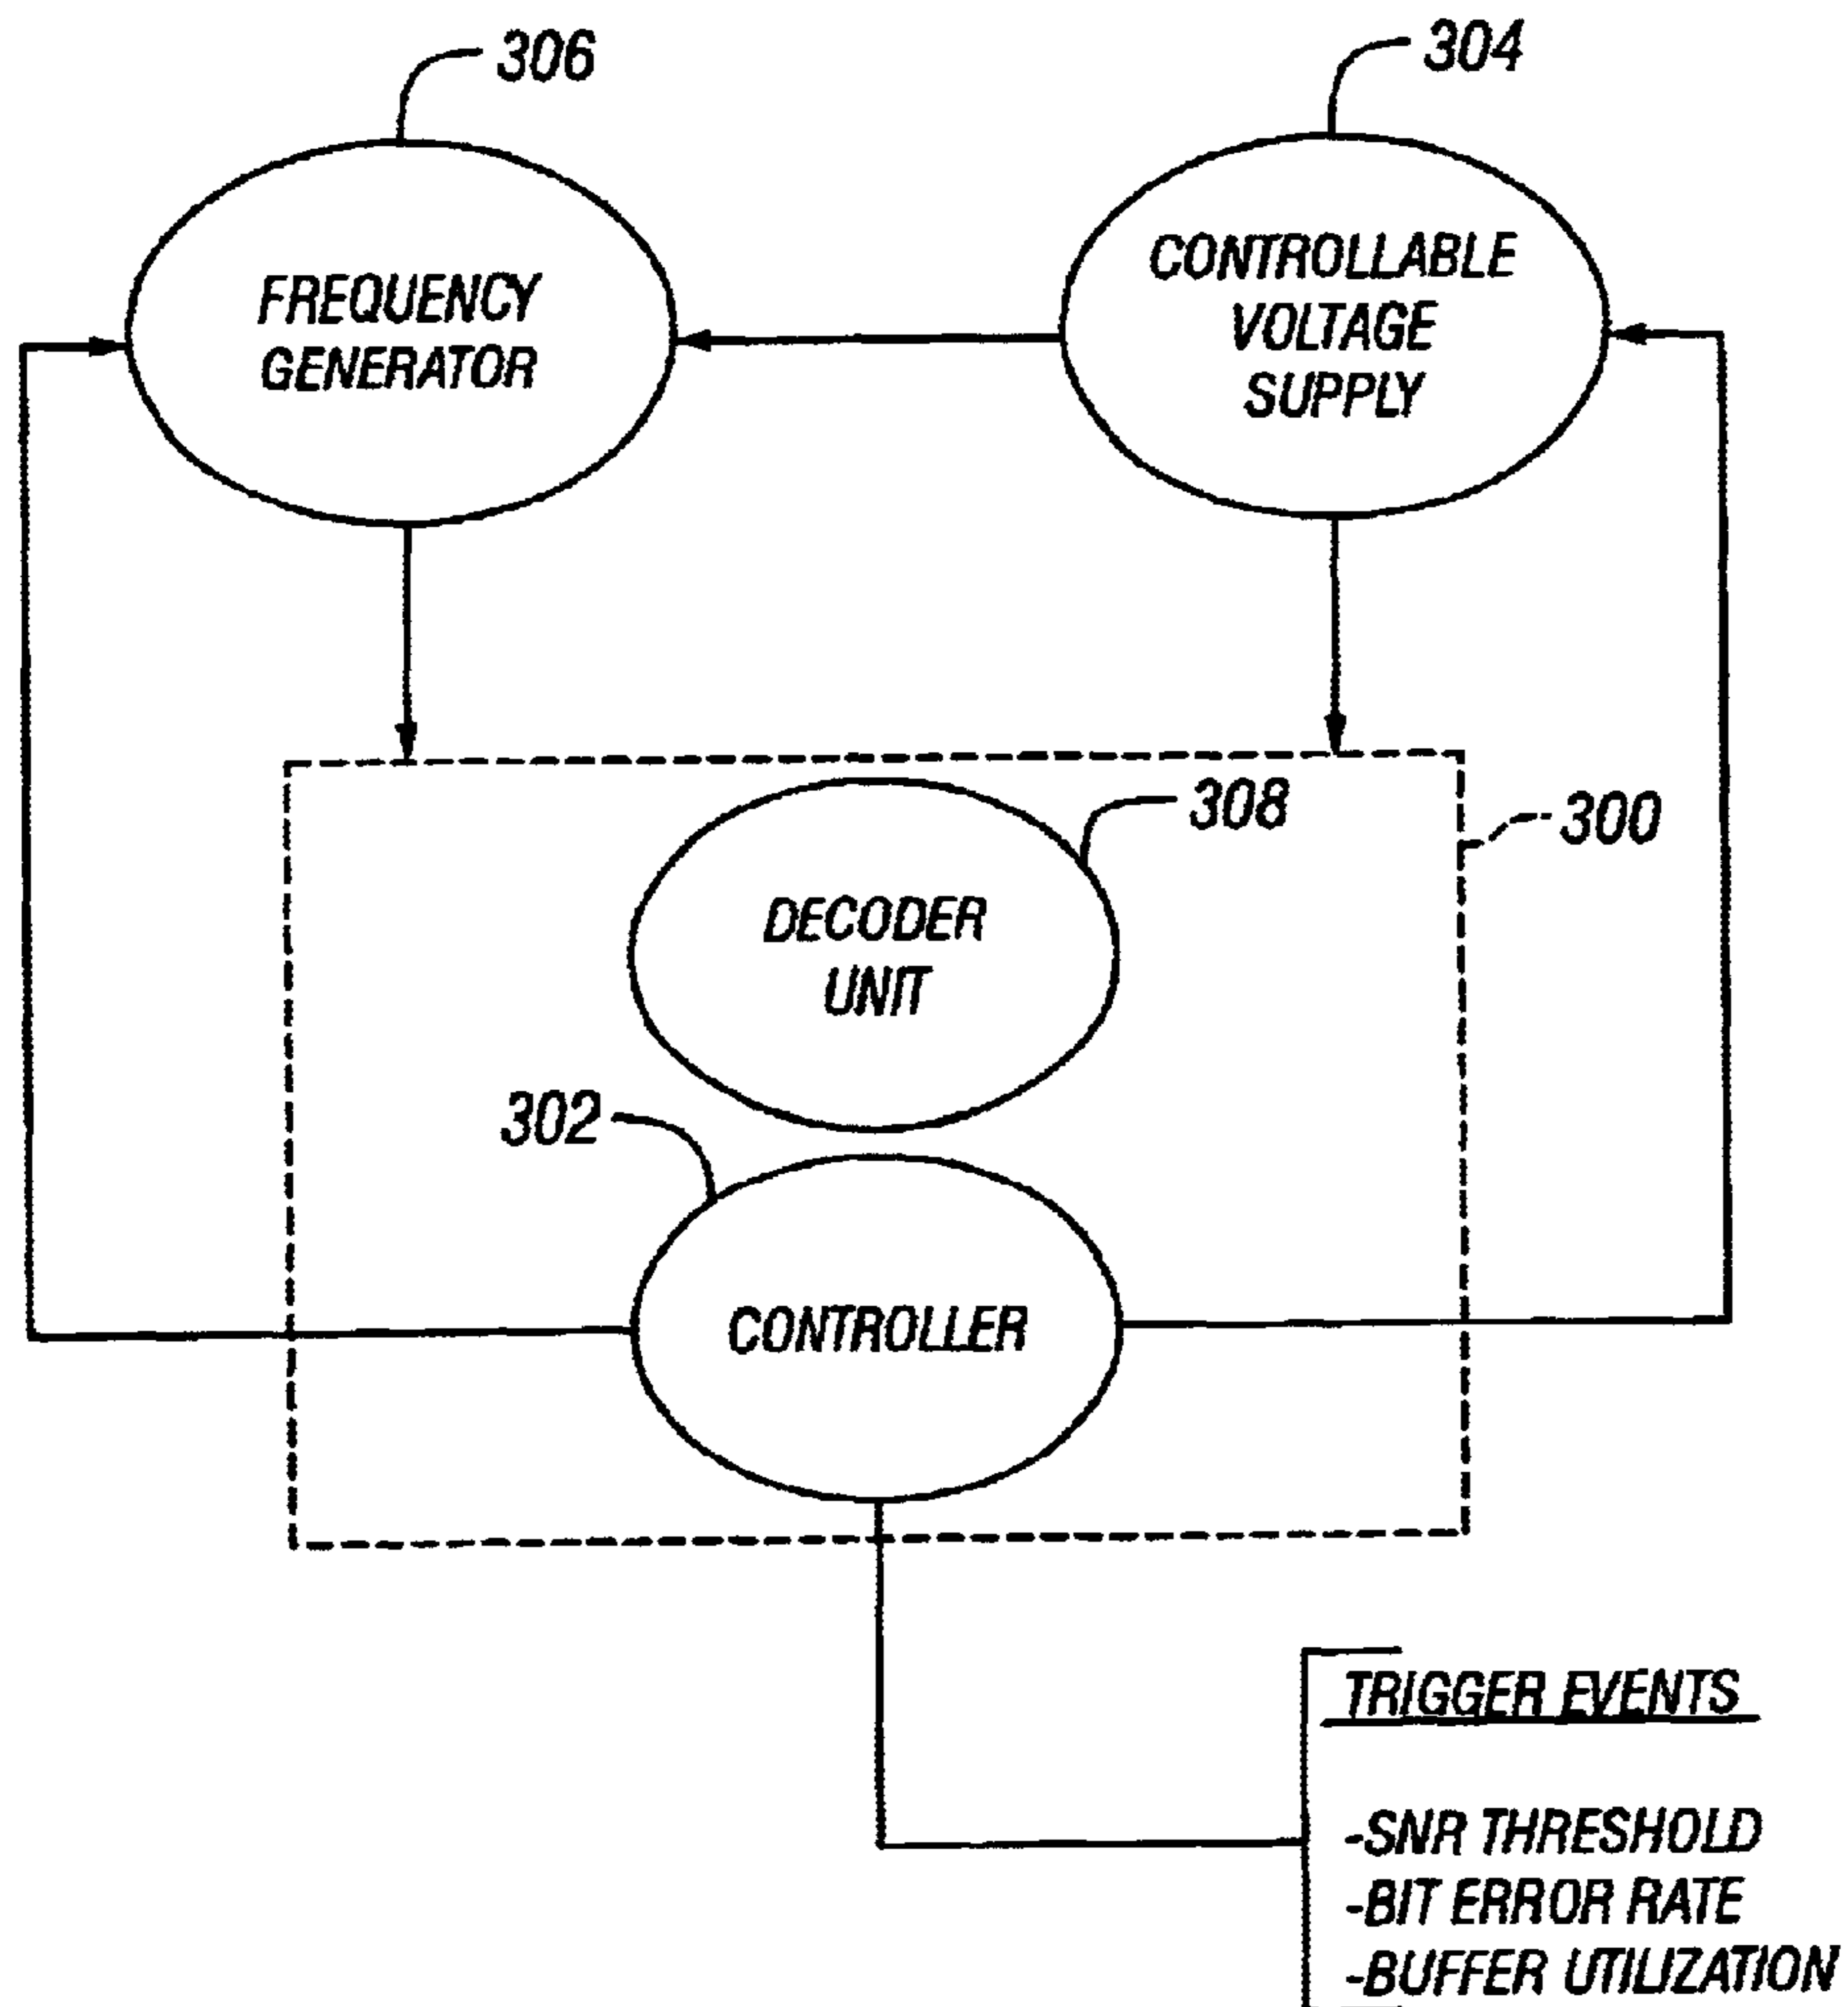 306
304
FREQUENCY
GENERATOR
CONTROLLABLE
VOLTAGE
SUPPLY
308
300
DECODER
UNIT
302
CONTROLLER
TRIGGER EVENTS
-SNR THRESHOLD
-BIT ERROR RATE
-BUFFER UTILIZATION